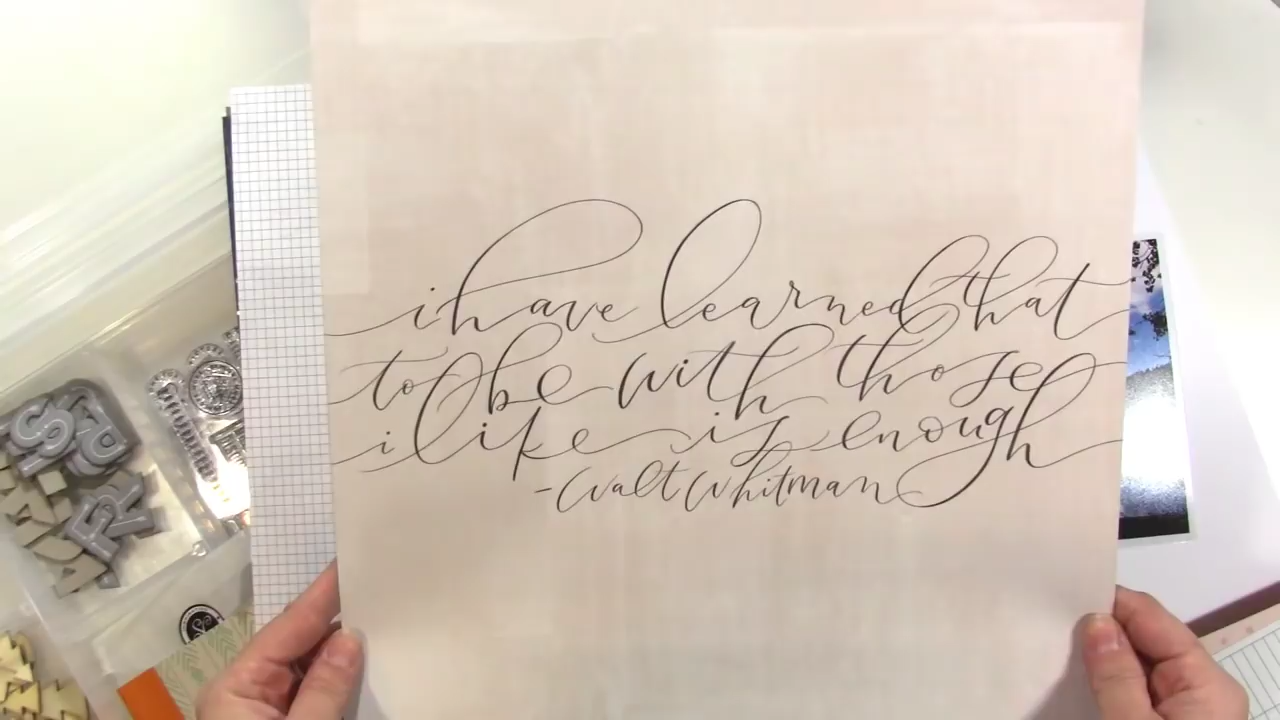 i have learned that
to be with those
i like is enough
-Walt Whitman